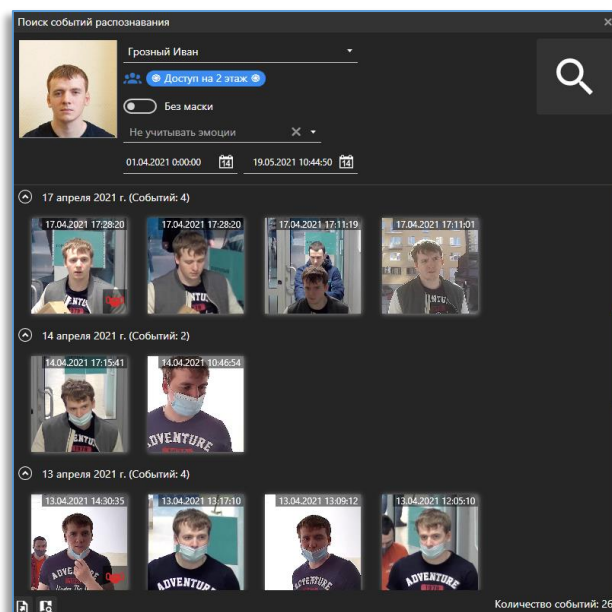 Поиск событий распознавания
Грозный Иван
Доступ на 2 этаж
Без маски
Не учитывать эмоции
01.04.2021 0:00:00 14 19.05.2021 10:44:50 14
17 апреля 2021 г. (Событий: 4)
17.04.2021 17:28:20 17.04.2021 17:28:20 17.04.2021 17:11:19 17.04.2021 17:11:01
14 апреля 2021 г. (Событий: 2)
14.04.2021 17:15:41 14.04.2021 10:46:54
ADVENTURE
13 апреля 2021 г. (Событий: 4)
13.04.2021 14:30:35 13.04.2021 13:17:10 13.04.2021 13:09:12 13.04.2021 12:05:10
Количество событий: 26